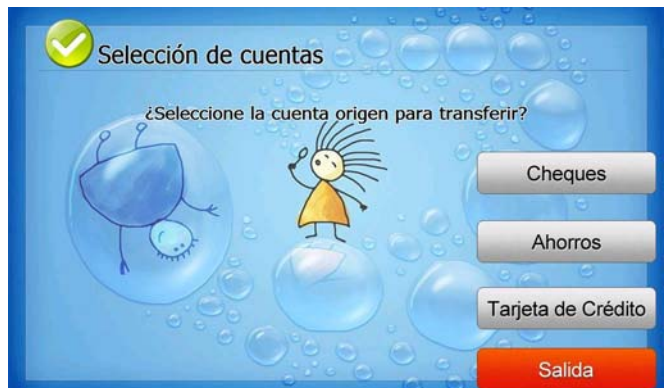 Selección de cuentas
¿Seleccione la cuenta origen para transferir?
Cheques
Ahorros
Tarjeta de Crédito
Salida